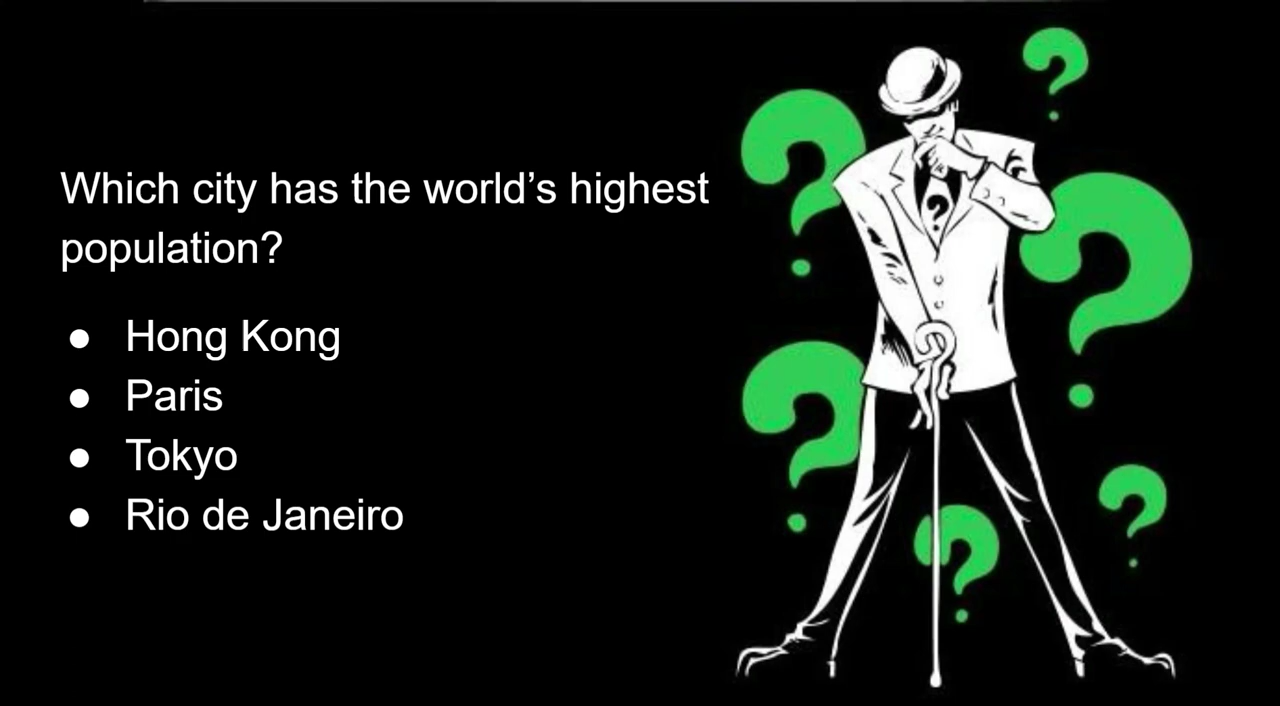 Which city has the world’s highest
population?
● Hong Kong
● Paris
● Tokyo
● Rio de Janeiro